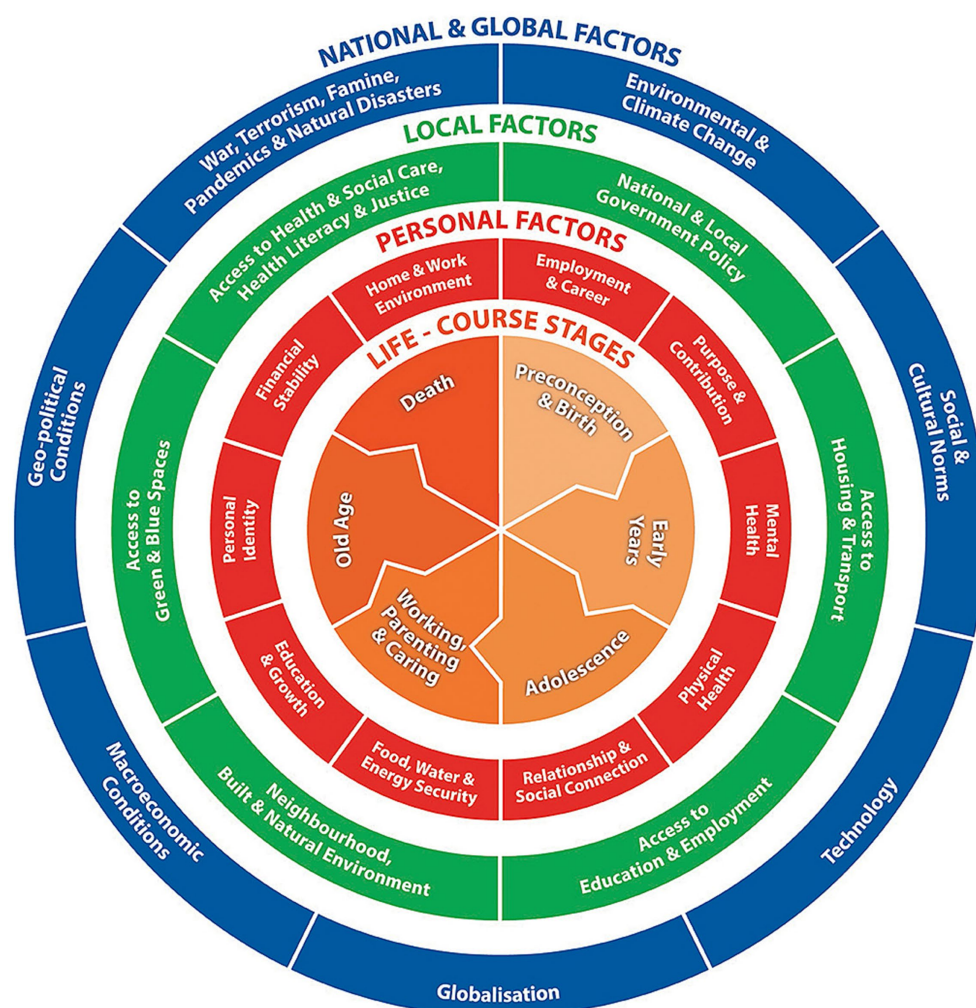 NATIONAL & GLOBAL FACTORS
War, Terrorism, Famine,
Pandemics & Natural Disasters
Environmental &
Climate Change
Social &
Cultural Norms
Technology
Globalisation
Macroeconomic
Conditions
Geo-political
Conditions
LOCAL FACTORS
Access to Health & Social Care,
Health Literacy & Justice
National & Local
Government Policy
Access to
Housing & Transport
Access to
Education & Employment
Neighbourhood,
Built & Natural Environment
Access to
Green & Blue Spaces
PERSONAL FACTORS
Home & Work
Environment
Employment
& Career
Purpose &
Contribution
Mental
Health
Physical
Health
Relationship &
Social Connection
Food, Water &
Energy Security
Education
& Growth
Personal
Identity
Financial
Stability
LIFE - COURSE STAGES
Preconception
& Birth
Early
Years
Adolescence
Working,
Parenting
& Caring
Old Age
Death